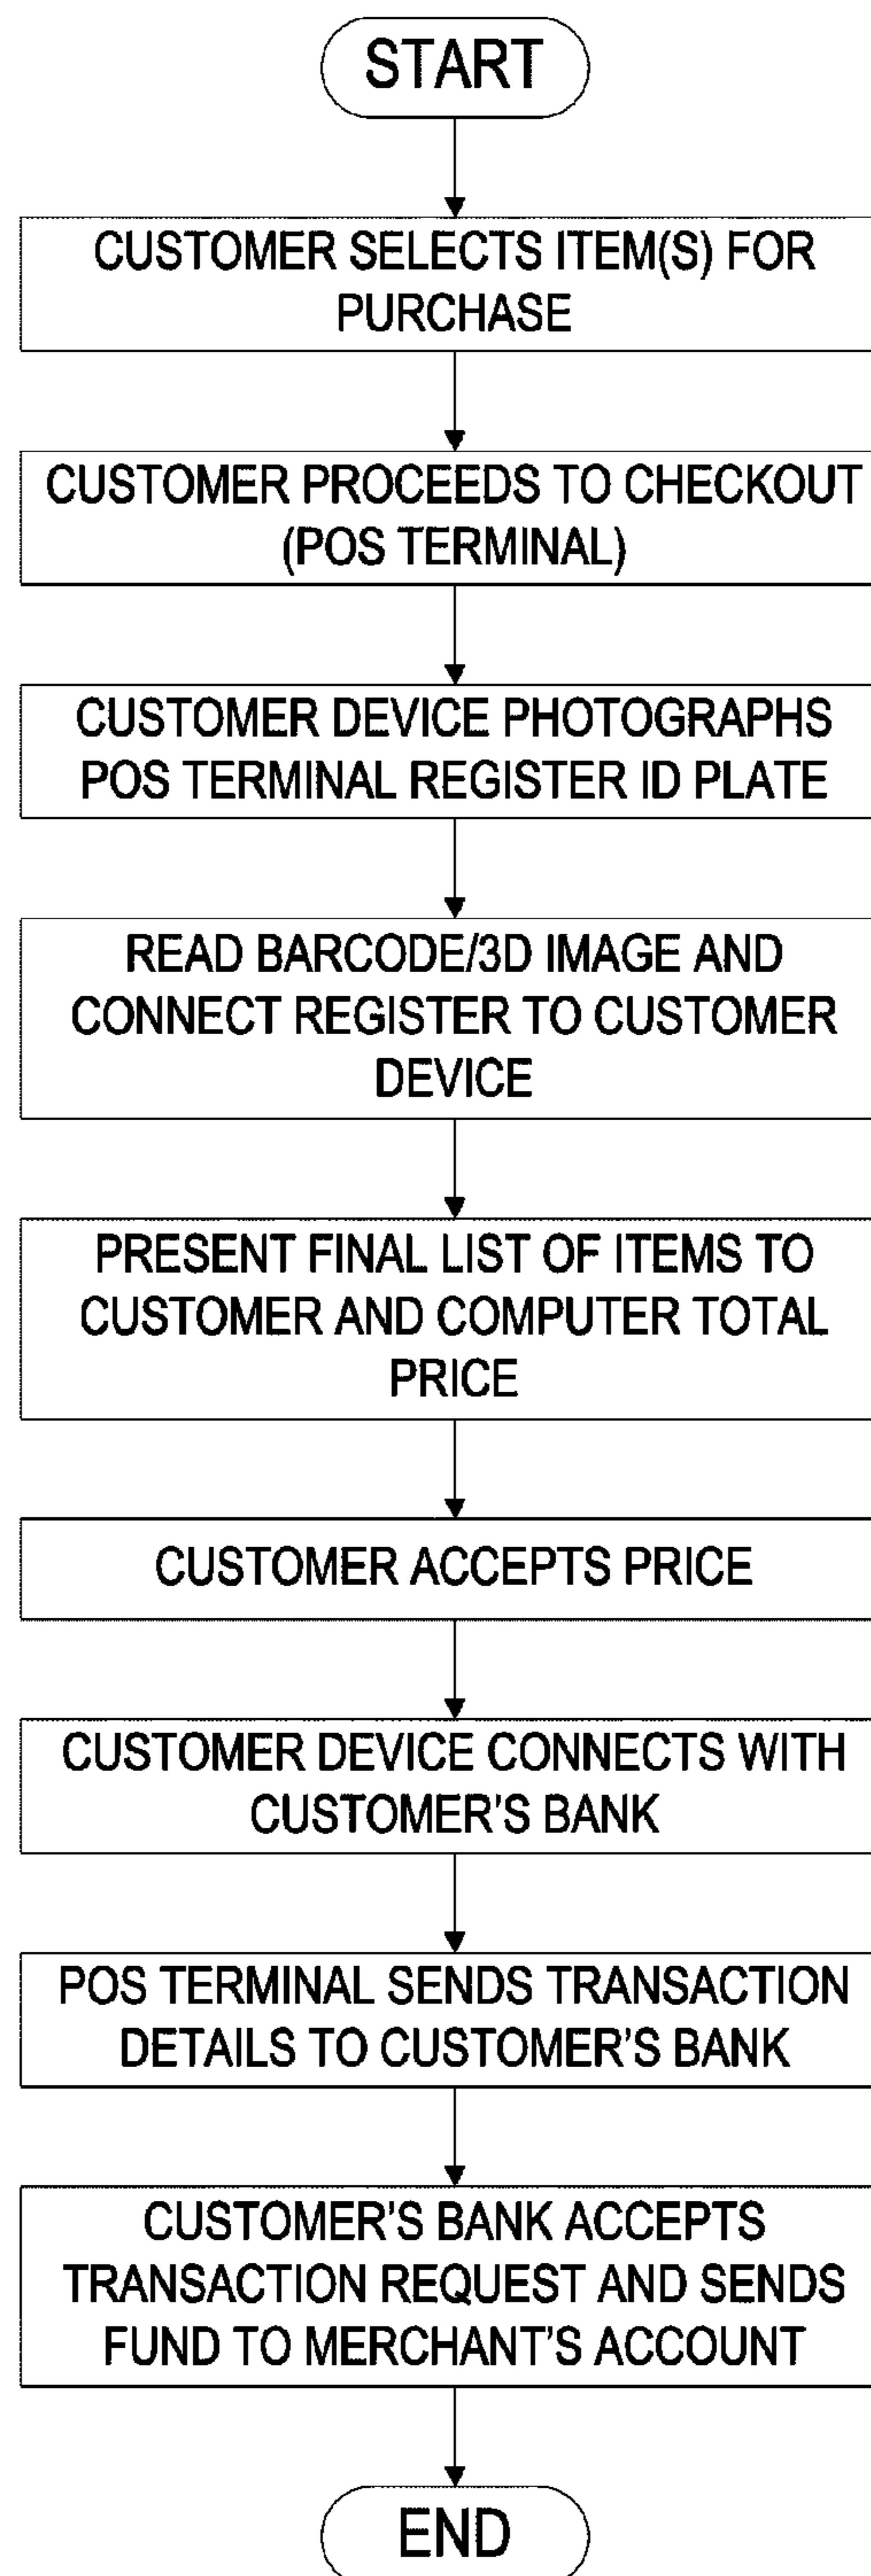 START
CUSTOMER SELECTS ITEM(S) FOR
PURCHASE
CUSTOMER PROCEEDS TO CHECKOUT
(POS TERMINAL)
CUSTOMER DEVICE PHOTOGRAPHS
POS TERMINAL REGISTER ID PLATE
READ BARCODE/3D IMAGE AND
CONNECT REGISTER TO CUSTOMER
DEVICE
PRESENT FINAL LIST OF ITEMS TO
CUSTOMER AND COMPUTER TOTAL
PRICE
CUSTOMER ACCEPTS PRICE
CUSTOMER DEVICE CONNECTS WITH
CUSTOMER'S BANK
POS TERMINAL SENDS TRANSACTION
DETAILS TO CUSTOMER'S BANK
CUSTOMER'S BANK ACCEPTS
TRANSACTION REQUEST AND SENDS
FUND TO MERCHANT'S ACCOUNT
END